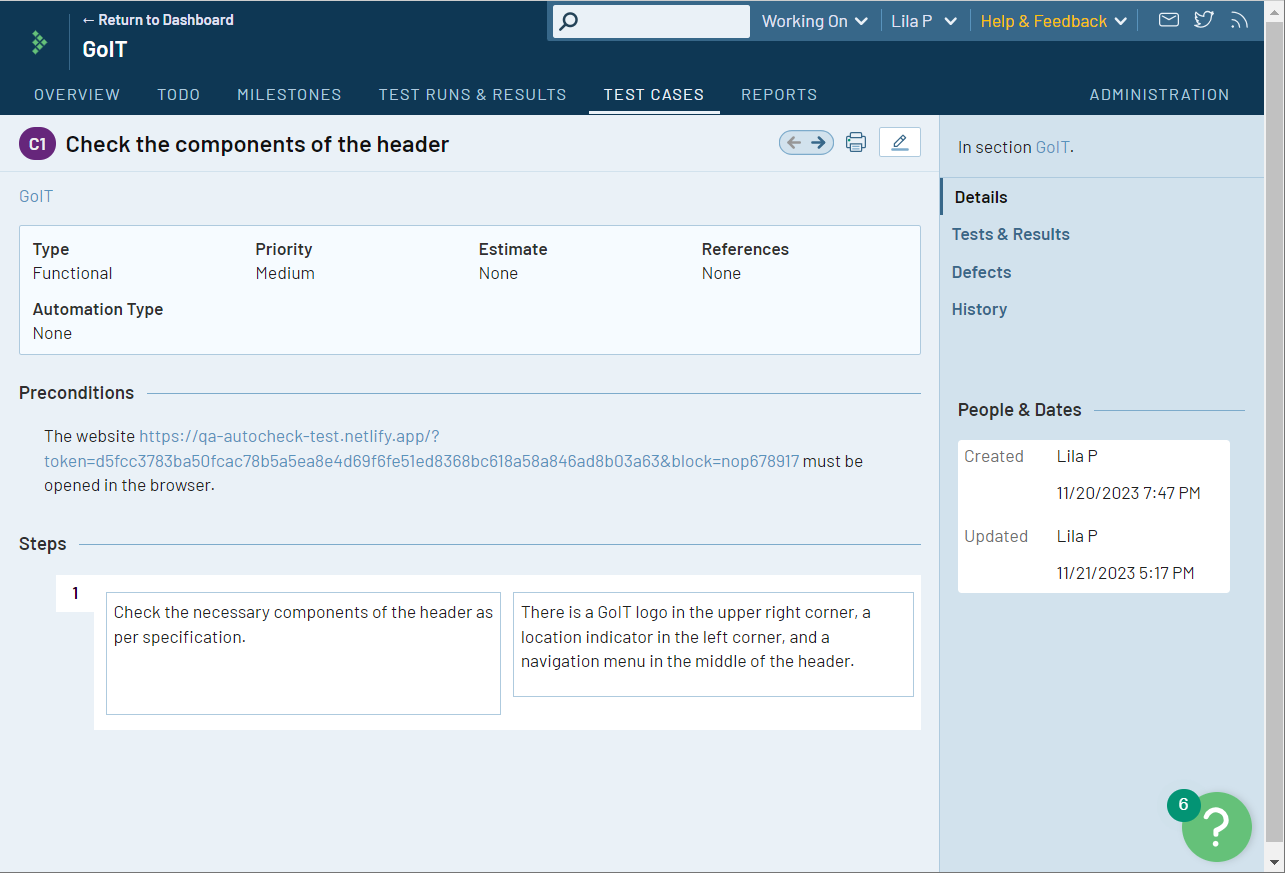 ← Return to Dashboard
GoIT
Working On
Lila P
Help & Feedback
OVERVIEW
TODO
MILESTONES
TEST RUNS & RESULTS
TEST CASES
REPORTS
ADMINISTRATION
C1
Check the components of the header
GoIT
Type
Functional
Priority
Medium
Estimate
None
References
None
Automation Type
None
Preconditions
The website https://qa-autocheck-test.netlify.app/?
token=d5fcc3783ba50fcac78b5a5ea8e4d69f6fe51ed8368bc618a58a846ad8b03a63&block=nop678917 must be
opened in the browser.
Steps
1
Check the necessary components of the header as
per specification.
There is a GoIT logo in the upper right corner, a
location indicator in the left corner, and a
navigation menu in the middle of the header.
In section GoIT.
Details
Tests & Results
Defects
History
People & Dates
Created
Lila P
11/20/2023 7:47 PM
Updated
Lila P
11/21/2023 5:17 PM
6
?